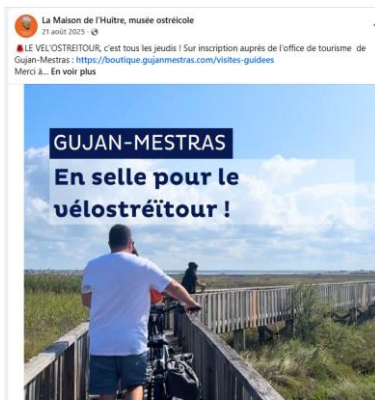 La Maison de l'Huître, musée ostréicole
21 août 2025 ·
LE VEL'OSTREITOUR, c'est tous les jeudis ! Sur inscription auprès de l'office de tourisme de
Gujan-Mestras : https://boutique.gujanmestras.com/visites-guidees
Merci à... En voir plus
GUJAN-MESTRAS
En selle pour le
vélostréïtour !